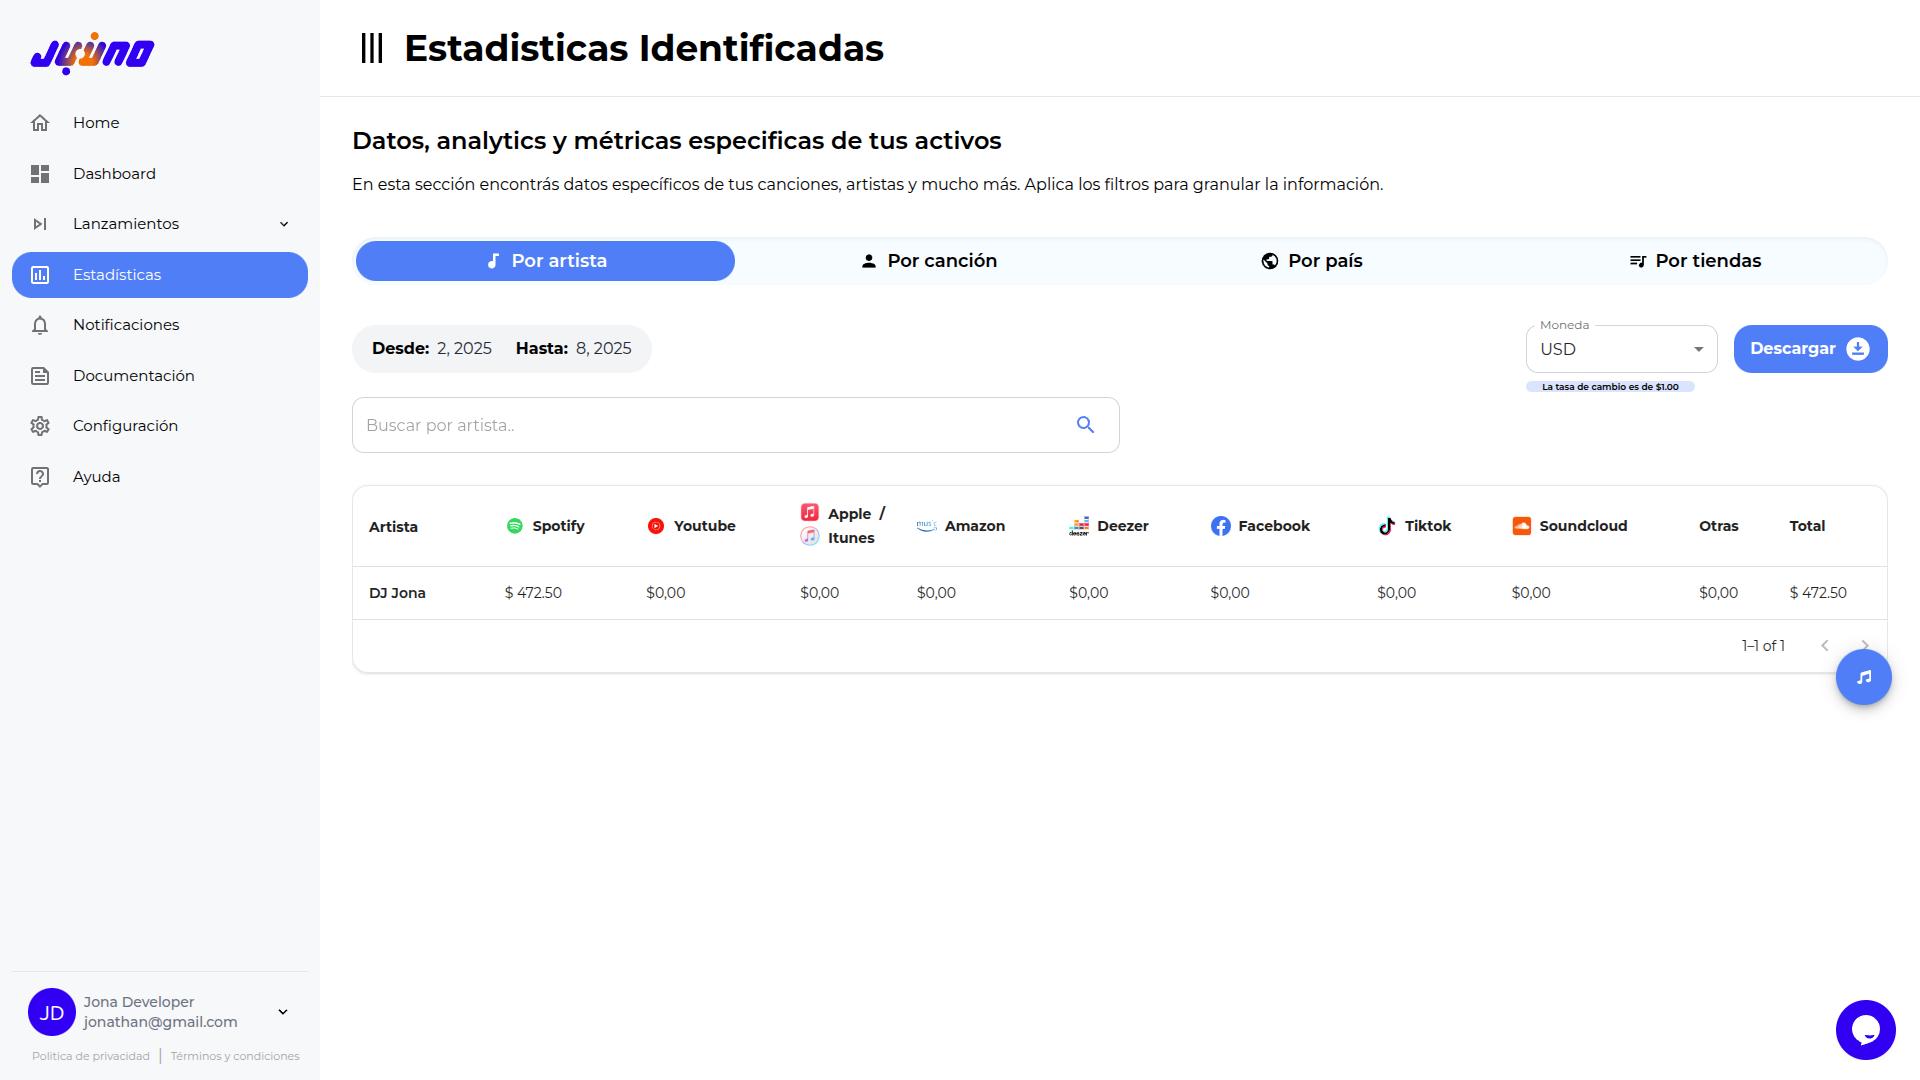 Juuno
Home
Dashboard
Lanzamientos
Estadísticas
Notificaciones
Documentación
Configuración
Ayuda
Jona Developer
JD
jonathan@gmail.com
Politica de privacidad | Términos y condiciones
Estadisticas Identificadas
Datos, analytics y métricas especificas de tus activos
En esta sección encontrás datos específicos de tus canciones, artistas y mucho más. Aplica los filtros para granular la información.
Por artista Por canción Por país Por tiendas
Desde: 2, 2025 Hasta: 8, 2025
Moneda
USD
Descargar
La tasa de cambio es de $1.00
Buscar por artista..
Artista Spotify Youtube Apple / Itunes Amazon Deezer Facebook Tiktok Soundcloud Otras Total
DJ Jona $ 472.50 $0,00 $0,00 $0,00 $0,00 $0,00 $0,00 $0,00 $0,00 $ 472.50
1–1 of 1